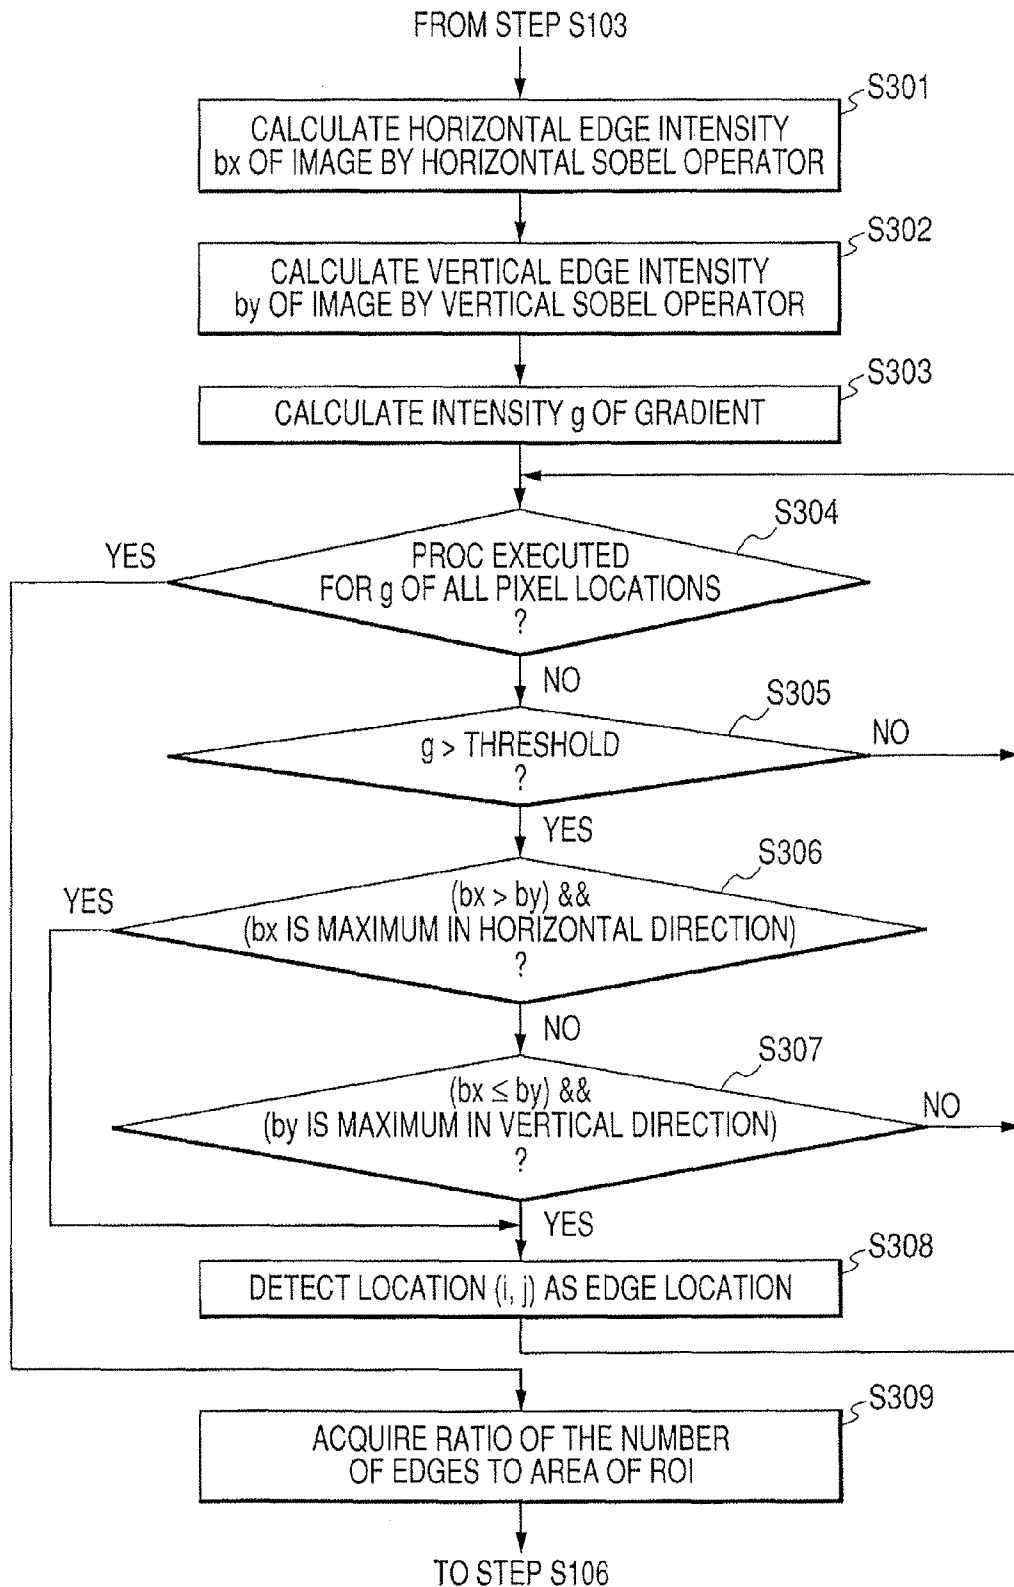 FROM STEP S103
S301
CALCULATE HORIZONTAL EDGE INTENSITY
bx OF IMAGE BY HORIZONTAL SOBEL OPERATOR
S302
CALCULATE VERTICAL EDGE INTENSITY
by OF IMAGE BY VERTICAL SOBEL OPERATOR
S303
CALCULATE INTENSITY g OF GRADIENT
S304
YES
PROC EXECUTED
FOR g OF ALL PIXEL LOCATIONS
?
NO
S305
g > THRESHOLD
?
NO
YES
S306
YES
(bx > by) &&
(bx IS MAXIMUM IN HORIZONTAL DIRECTION)
?
NO
S307
(bx ≤ by) &&
(by IS MAXIMUM IN VERTICAL DIRECTION)
?
NO
YES
S308
DETECT LOCATION (i, j) AS EDGE LOCATION
S309
ACQUIRE RATIO OF THE NUMBER
OF EDGES TO AREA OF ROI
TO STEP S106